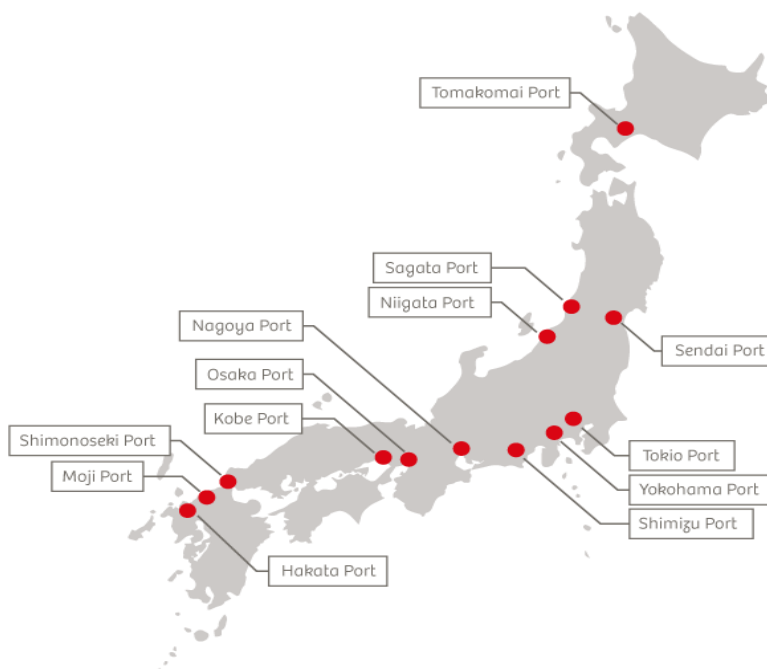 Tomakomai Port
Sagata Port
Niigata Port
Nagoya Port
Sendai Port
Osaka Port
Kobe Port
Shimonoseki Port
Tokio Port
Moji Port
Yokohama Port
Shimizu Port
Hakata Port